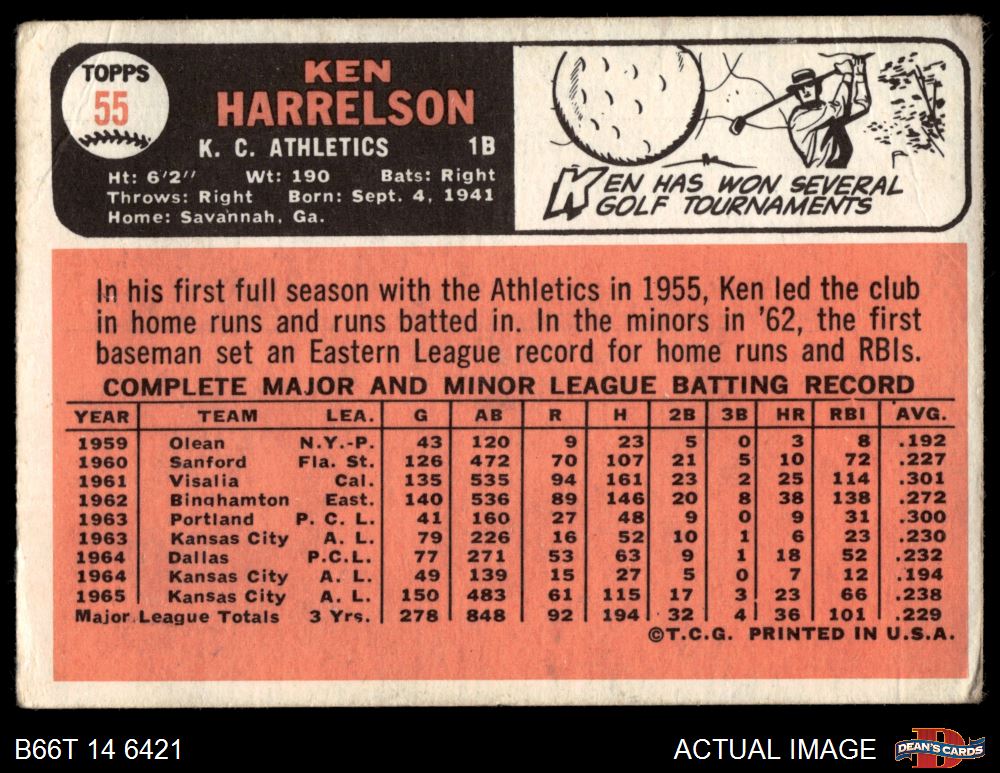 TOPPS
55
KEN
HARRELSON
K. C. ATHLETICS 1B
Ht: 6'2" Wt: 190 Bats: Right
Throws: Right Born: Sept. 4, 1941
Home: Savannah, Ga.
KEN HAS WON SEVERAL
GOLF TOURNAMENTS
In his first full season with the Athletics in 1955, Ken led the club
in home runs and runs batted in. In the minors in '62, the first
baseman set an Eastern League record for home runs and RBIs.
COMPLETE MAJOR AND MINOR LEAGUE BATTING RECORD
YEAR TEAM LEA. G AB R H 2B 3B HR RBI AVG.
1959 Olean N.Y.-P. 43 120 9 23 5 0 3 8 .192
1960 Sanford Fla. St. 126 472 70 107 21 5 10 72 .227
1961 Visalia Cal. 135 535 94 161 23 2 25 114 .301
1962 Binghamton East. 140 536 89 146 20 8 38 138 .272
1963 Portland P. C. L. 41 160 27 48 9 0 9 31 .300
1963 Kansas City A. L. 79 226 16 52 10 1 6 23 .230
1964 Dallas P.C.L. 77 271 53 63 9 1 18 52 .232
1964 Kansas City A. L. 49 139 15 27 5 0 7 12 .194
1965 Kansas City A. L. 150 483 61 115 17 3 23 66 .238
Major League Totals 3 Yrs. 278 848 92 194 32 4 36 101 .229
©T.C.G. PRINTED IN U.S.A.
B66T 14 6421
ACTUAL IMAGE
D
DEAN'S CARDS